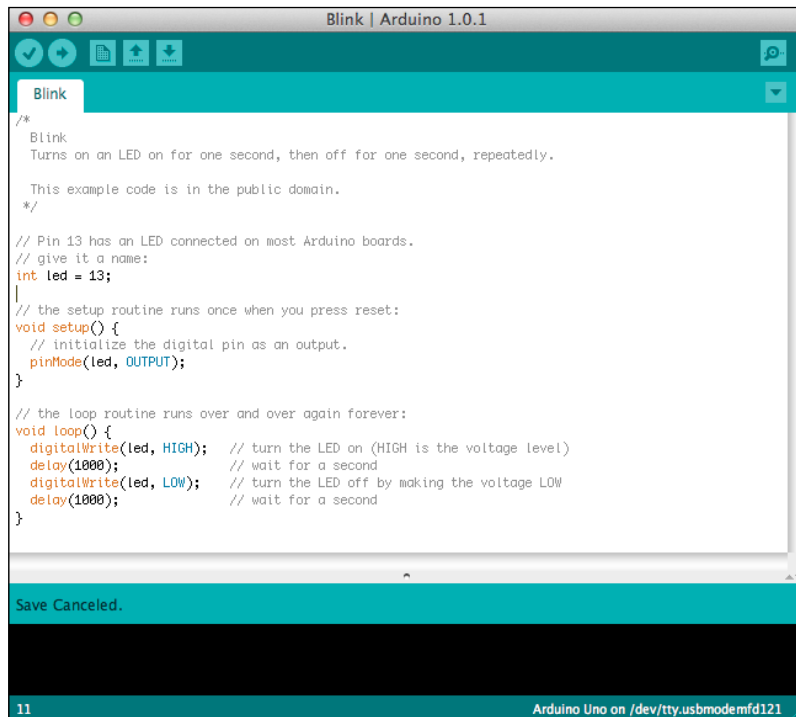 Blink | Arduino 1.0.1
Blink
/*
  Blink
  Turns on an LED on for one second, then off for one second, repeatedly.

  This example code is in the public domain.
 */

// Pin 13 has an LED connected on most Arduino boards.
// give it a name:
int led = 13;

// the setup routine runs once when you press reset:
void setup() {
  // initialize the digital pin as an output.
  pinMode(led, OUTPUT);
}

// the loop routine runs over and over again forever:
void loop() {
  digitalWrite(led, HIGH);   // turn the LED on (HIGH is the voltage level)
  delay(1000);               // wait for a second
  digitalWrite(led, LOW);    // turn the LED off by making the voltage LOW
  delay(1000);               // wait for a second
}
Save Canceled.
11 Arduino Uno on /dev/tty.usbmodemfd121